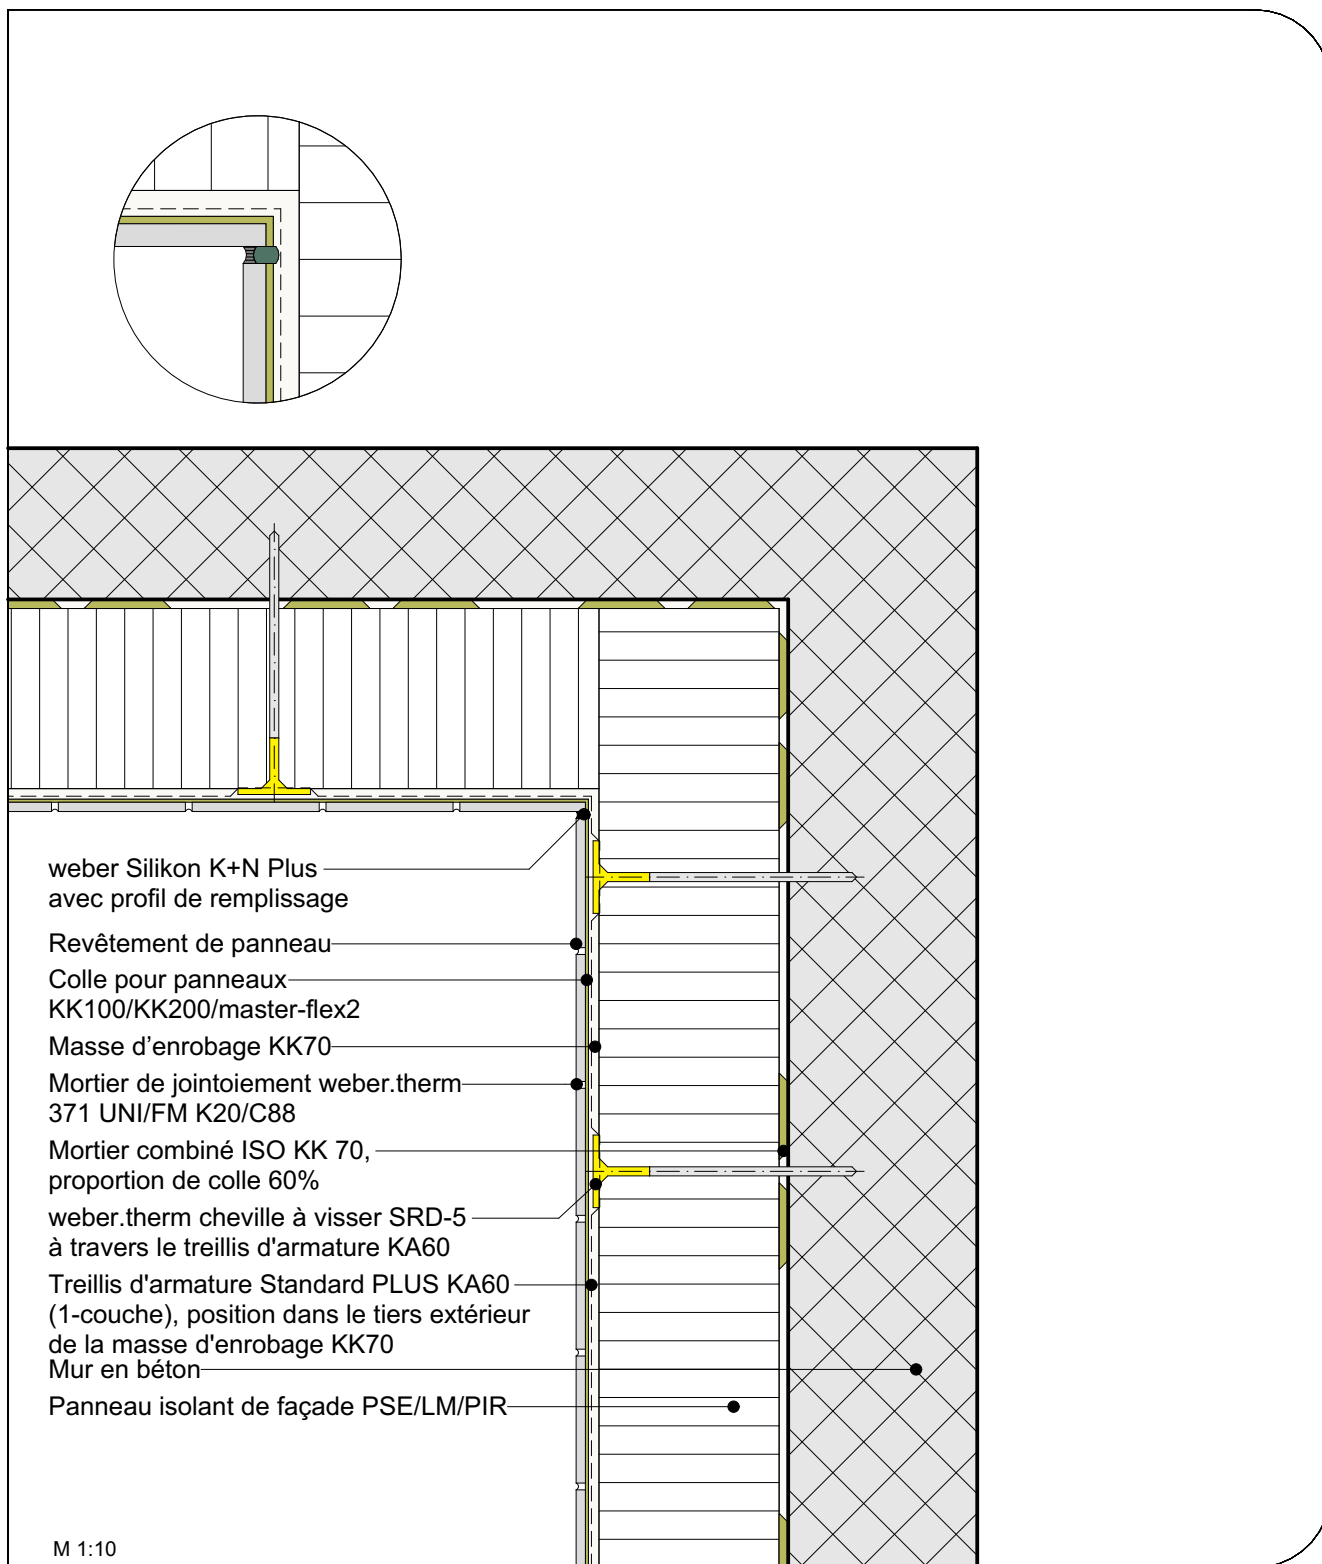 weber Silikon K+N Plus
avec profil de remplissage
Revêtement de panneau
Colle pour panneaux
KK100/KK200/master-flex2
Masse d’enrobage KK70
Mortier de jointoiement weber.therm
371 UNI/FM K20/C88
Mortier combiné ISO KK 70,
proportion de colle 60%
weber.therm cheville à visser SRD-5
à travers le treillis d'armature KA60
Treillis d'armature Standard PLUS KA60
(1-couche), position dans le tiers extérieur
de la masse d'enrobage KK70
Mur en béton
Panneau isolant de façade PSE/LM/PIR
M 1:10